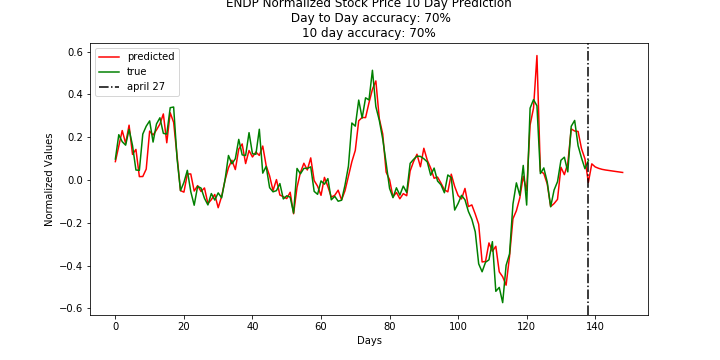 ENDP Normalized Stock Price 10 Day Prediction
Day to Day accuracy: 70%
10 day accuracy: 70%
predicted
true
april 27
Normalized Values
0.6
0.4
0.2
0.0
−0.2
−0.4
−0.6
0 20 40 60 80 100 120 140
Days